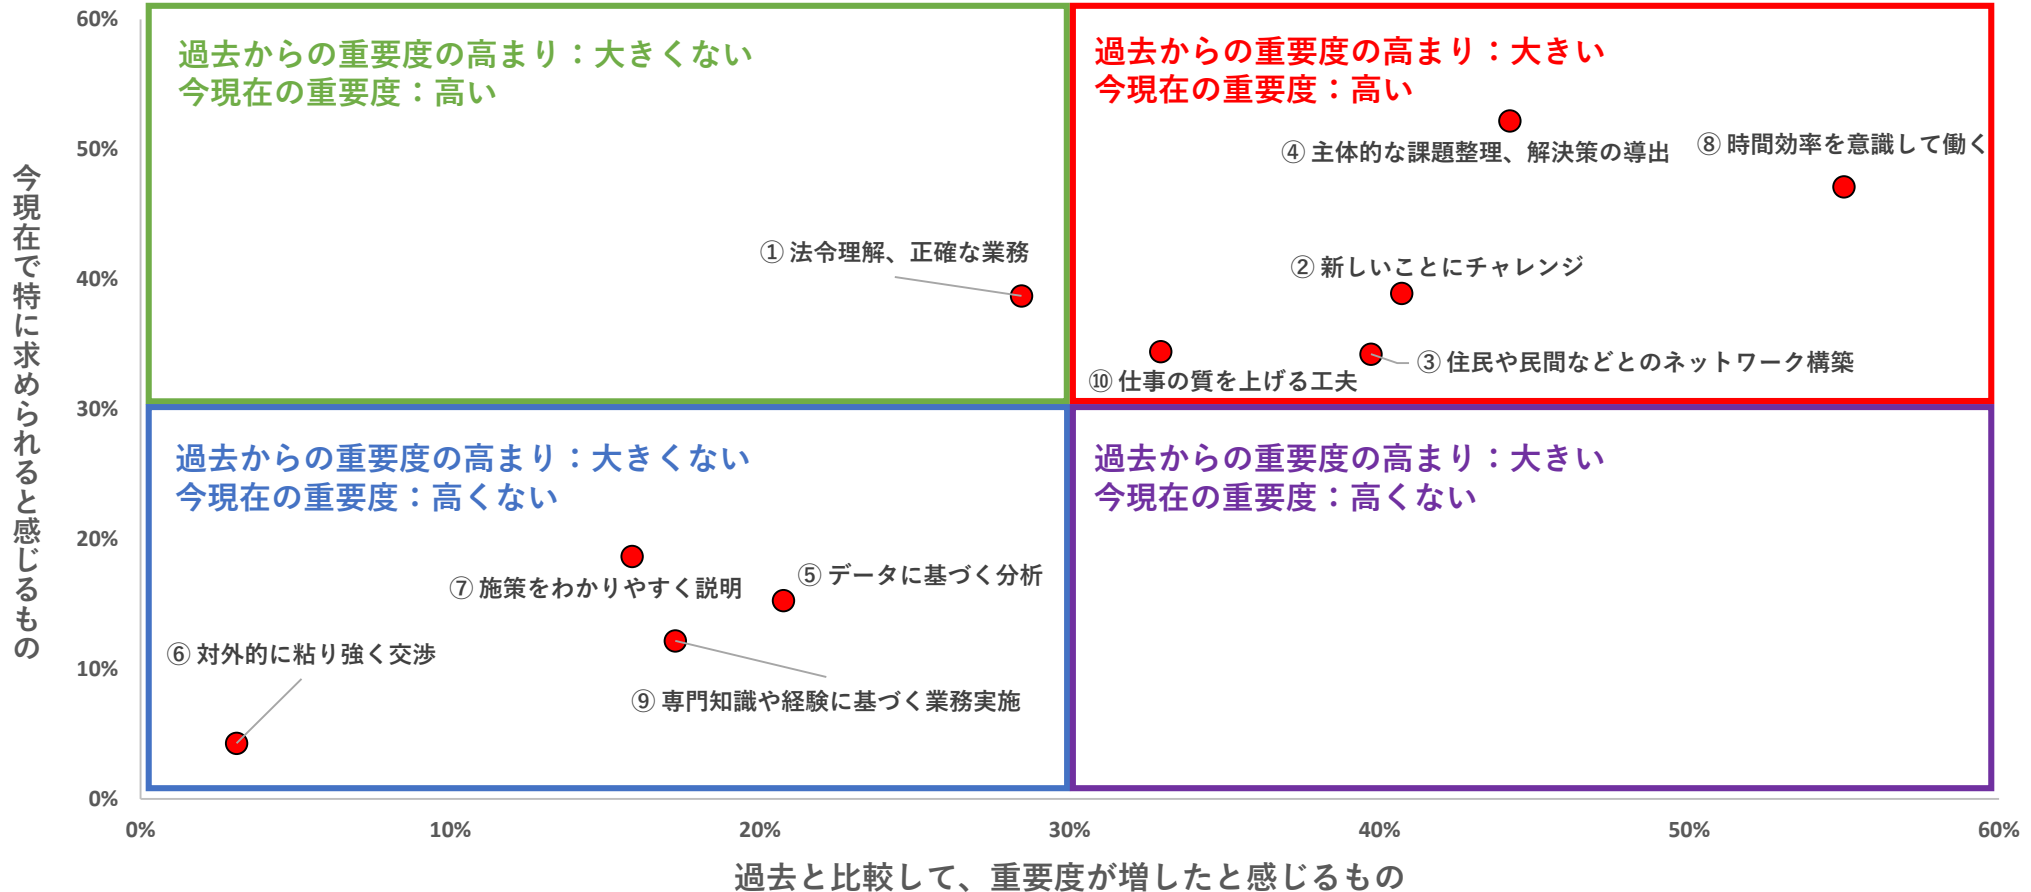 60%
50%
40%
30%
20%
10%
0%
今現在で特に求められると感じるもの
過去からの重要度の高まり：大きくない
今現在の重要度：高い
過去からの重要度の高まり：大きい
今現在の重要度：高い
④ 主体的な課題整理、解決策の導出
⑧ 時間効率を意識して働く
① 法令理解、正確な業務
② 新しいことにチャレンジ
③ 住民や民間などとのネットワーク構築
⑩ 仕事の質を上げる工夫
過去からの重要度の高まり：大きくない
今現在の重要度：高くない
過去からの重要度の高まり：大きい
今現在の重要度：高くない
⑦ 施策をわかりやすく説明
⑤ データに基づく分析
⑥ 対外的に粘り強く交渉
⑨ 専門知識や経験に基づく業務実施
0%
10%
20%
30%
40%
50%
60%
過去と比較して、重要度が増したと感じるもの